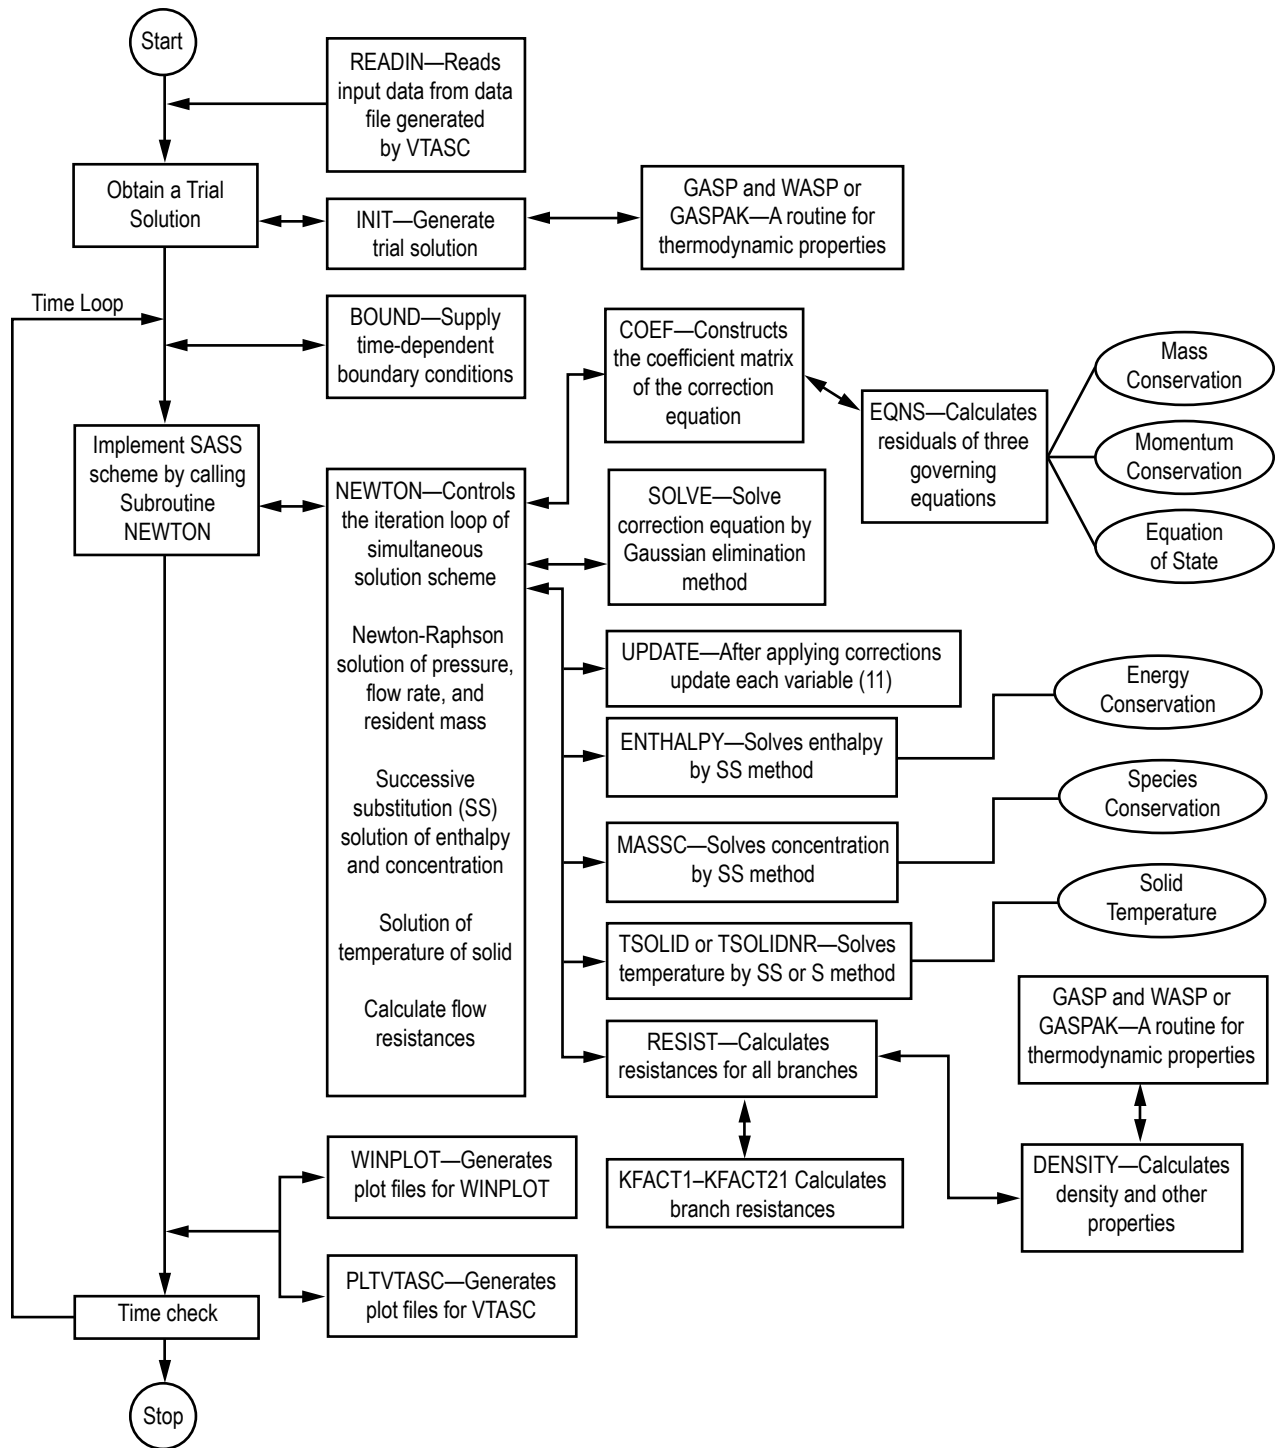 Start
READIN—Reads
input data from data
file generated
by VTASC
Obtain a Trial
Solution
INIT—Generate
trial solution
GASP and WASP or
GASPAK—A routine for
thermodynamic properties
Time Loop
BOUND—Supply
time-dependent
boundary conditions
COEF—Constructs
the coefficient matrix
of the correction
equation
EQNS—Calculates
residuals of three
governing
equations
Mass
Conservation
Momentum
Conservation
Equation
of State
Implement SASS
scheme by calling
Subroutine
NEWTON
NEWTON—Controls
the iteration loop of
simultaneous
solution scheme
Newton-Raphson
solution of pressure,
flow rate, and
resident mass
Successive
substitution (SS)
solution of enthalpy
and concentration
Solution of
temperature of solid
Calculate flow
resistances
SOLVE—Solve
correction equation by
Gaussian elimination
method
UPDATE—After applying corrections
update each variable (11)
ENTHALPY—Solves enthalpy
by SS method
Energy
Conservation
MASSC—Solves concentration
by SS method
Species
Conservation
TSOLID or TSOLIDNR—Solves
temperature by SS or S method
Solid
Temperature
RESIST—Calculates
resistances for all branches
GASP and WASP or
GASPAK—A routine for
thermodynamic properties
KFACT1–KFACT21 Calculates
branch resistances
DENSITY—Calculates
density and other
properties
WINPLOT—Generates
plot files for WINPLOT
PLTVTASC—Generates
plot files for VTASC
Time check
Stop